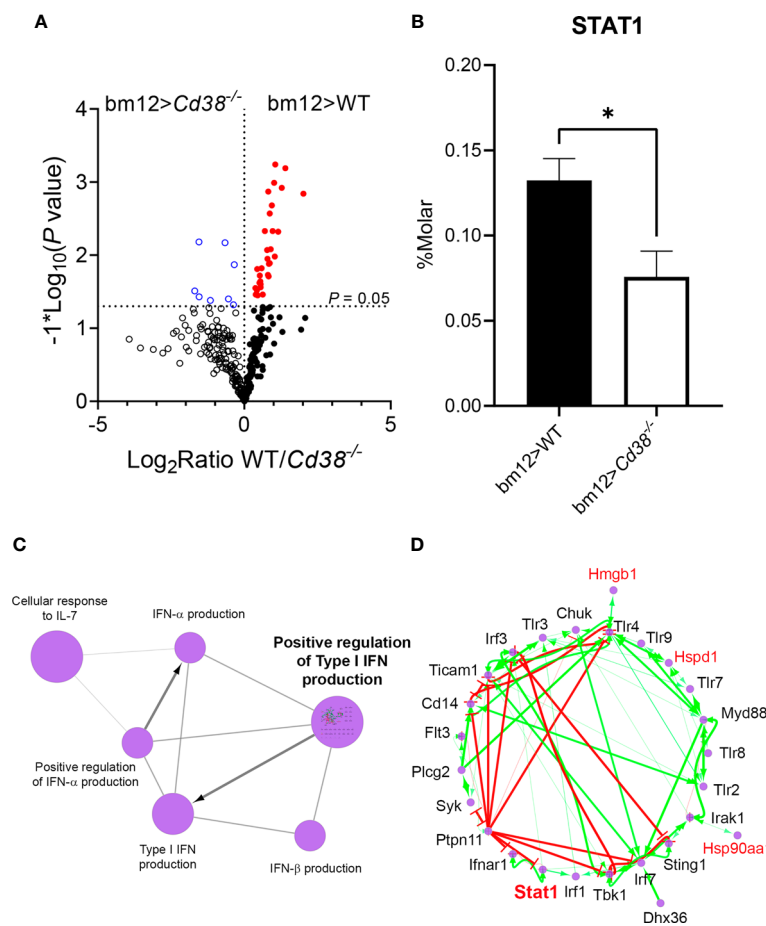 A
bm12>Cd38-/-
bm12>WT
4
3
2
1
0
-1*Log10(P value)
P = 0.05
-5
0
5
Log2Ratio WT/Cd38-/-
B
STAT1
*
0.20
0.15
0.10
0.05
0.00
%Molar
bm12>WT
bm12>Cd38-/-
C
Cellular response
to IL-7
IFN-α production
Positive regulation
of Type I IFN
production
Positive regulation
of IFN-α production
Type I IFN
production
IFN-β production
D
Hmgb1
Chuk
Tlr4
Tlr3
Tlr9
Irf3
Hspd1
Ticam1
Tlr7
Cd14
Myd88
Flt3
Tlr8
Plcg2
Tlr2
Syk
Irak1
Ptpn11
Hsp90aa
Sting1
Ifnar1
Irf7
Stat1
Irf1
Tbk1
Dhx36